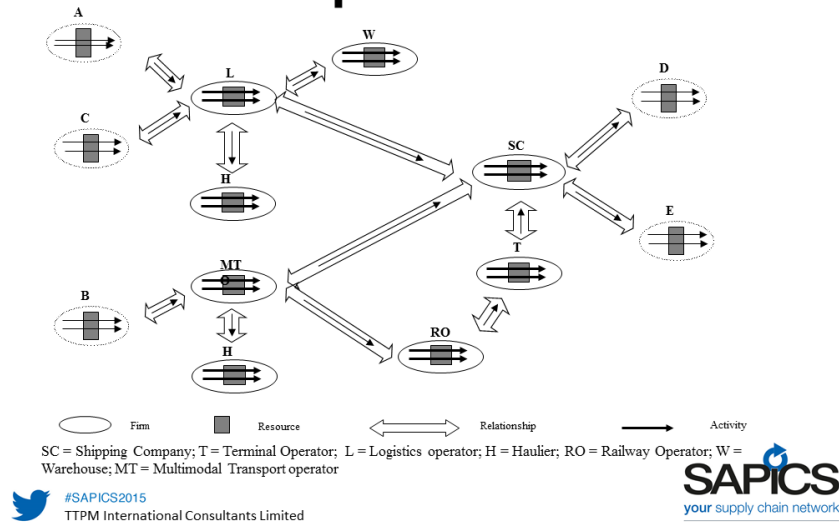 A
W
L
D
C
SC
H
E
T
MT
B
RO
H
Firm
Resource
Relationship
Activity
SC = Shipping Company; T = Terminal Operator; L = Logistics operator; H = Haulier; RO = Railway Operator; W =
Warehouse; MT = Multimodal Transport operator
#SAPICS2015
TTPM International Consultants Limited
SAPICS
your supply chain network